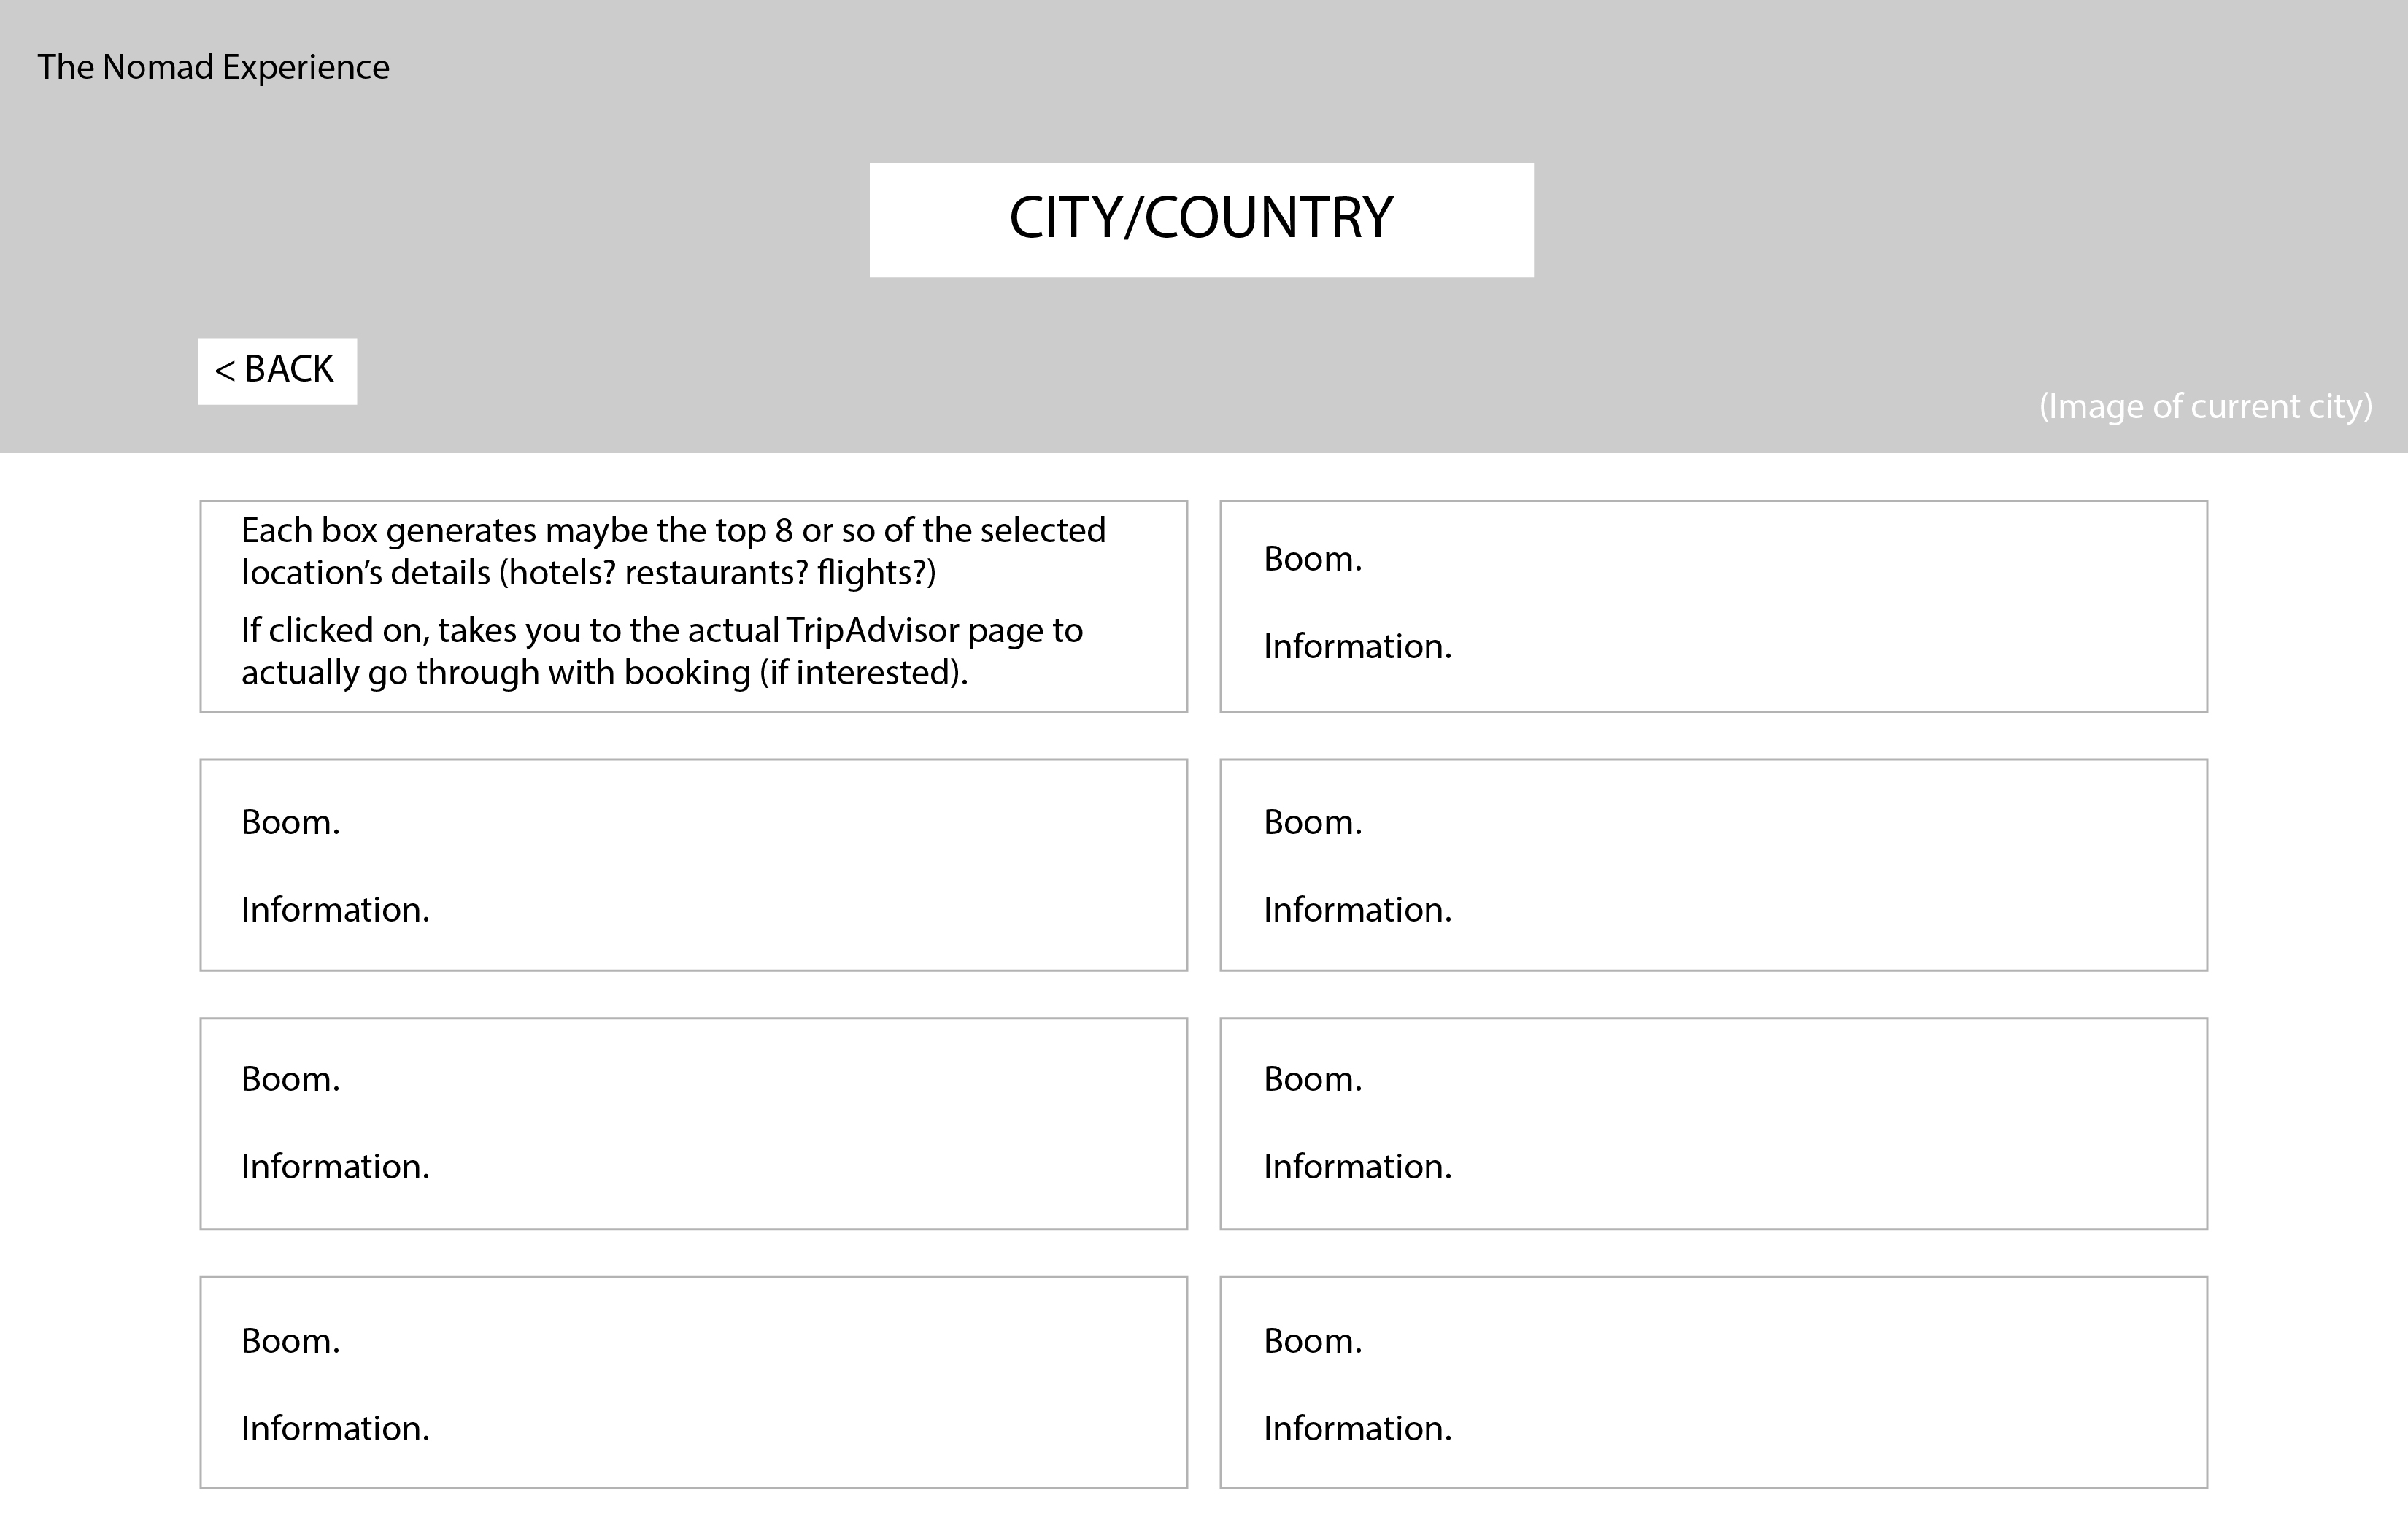 The Nomad Experience
CITY/COUNTRY
< BACK
(Image of current city)
Each box generates maybe the top 8 or so of the selected
location’s details (hotels? restaurants? flights?)
If clicked on, takes you to the actual TripAdvisor page to
actually go through with booking (if interested).
Boom.
Information.
Boom.
Information.
Boom.
Information.
Boom.
Information.
Boom.
Information.
Boom.
Information.
Boom.
Information.